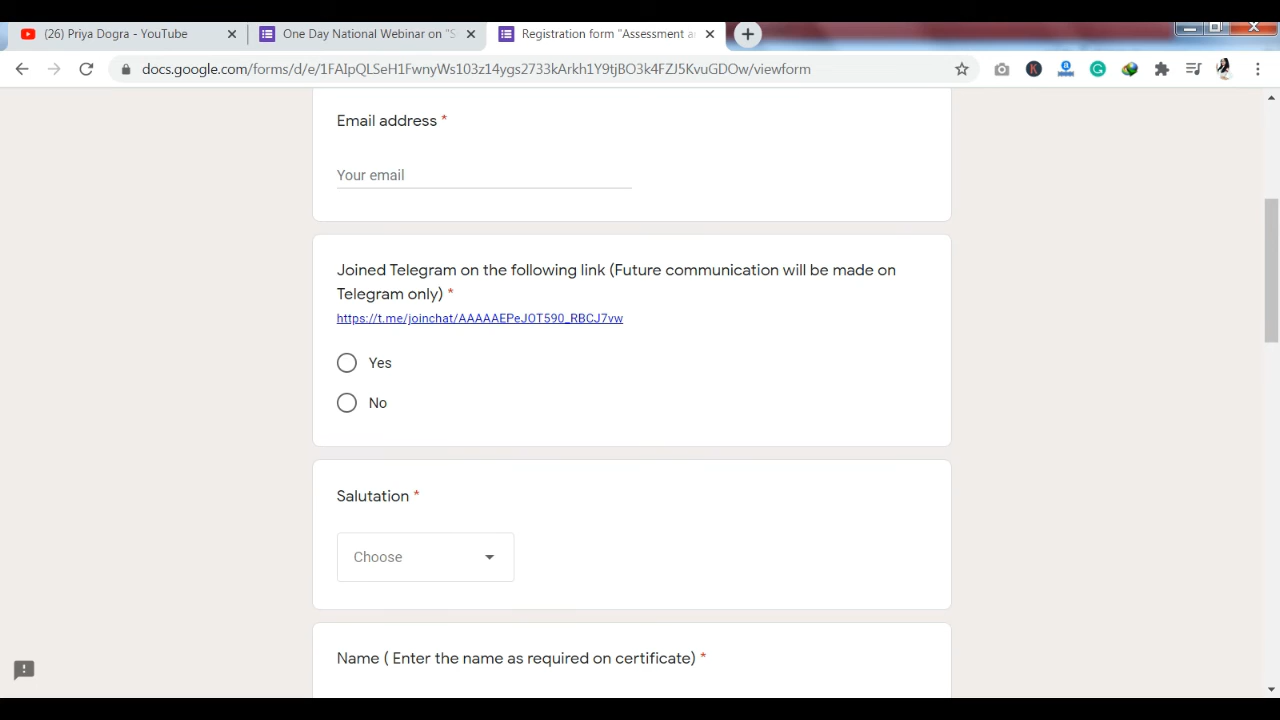 (26) Priya Dogra - YouTube
One Day National Webinar on "S
Registration form "Assessment a
docs.google.com/forms/d/e/1FAIpQLSeH1FwnyWs103z14ygs2733kArkh1Y9tjBO3k4FZJ5KvuGDOw/viewform
Email address *
Your email
Joined Telegram on the following link (Future communication will be made on
Telegram only) *
https://t.me/joinchat/AAAAAEPeJOT590_RBCJ7vw
Yes
No
Salutation *
Choose
Name ( Enter the name as required on certificate) *